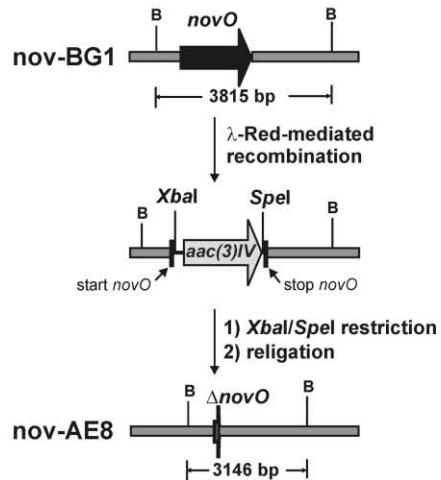 B novO B
nov-BG1
3815 bp
λ-Red-mediated
recombination
XbaI SpeI
B B
aac(3)IV
start novO stop novO
1) XbaI/SpeI restriction
2) religation
B ΔnovO B
nov-AE8
3146 bp